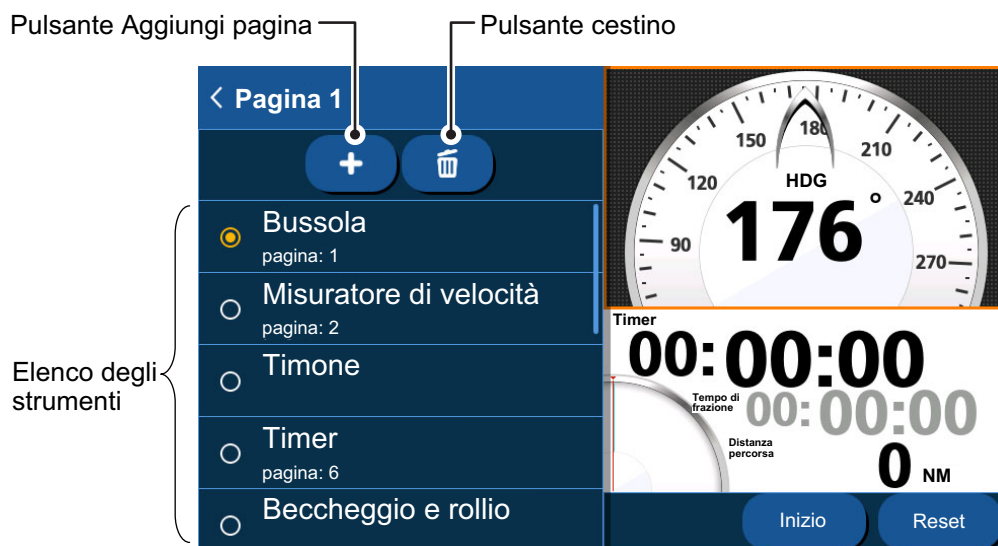 Pulsante Aggiungi pagina
Pulsante cestino
Pagina 1
Bussola
pagina: 1
Misuratore di velocità
pagina: 2
Timone
Timer
pagina: 6
Beccheggio e rollio
Elenco degli
strumenti
90
120
150
180
210
240
270
HDG
176°
Timer
00:00:00
Tempo di
frazione
00:00:00
Distanza
percorsa
0 NM
Inizio
Reset